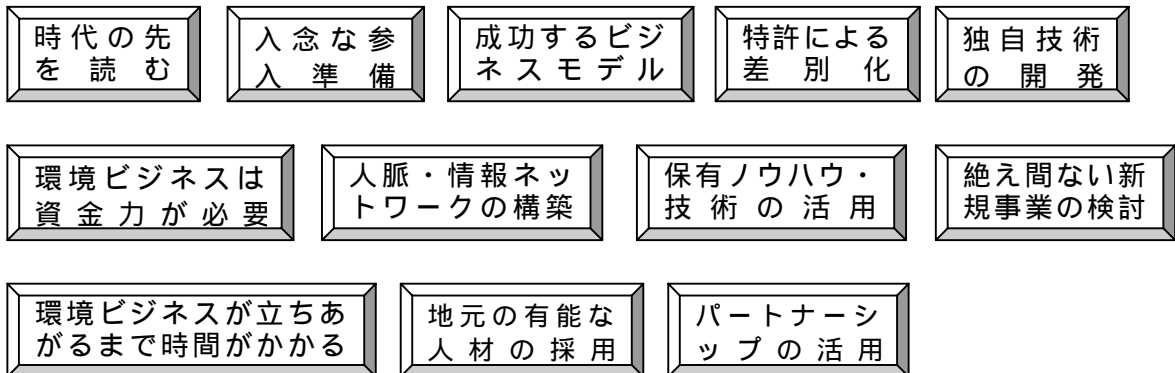 時代の先
を読む
入念な参
入準備
成功するビジ
ネスモデル
特許による
差別化
独自技術
の開発
環境ビジネスは
資金力が必要
人脈・情報ネッ
トワークの構築
保有ノウハウ・
技術の活用
絶え間ない新
規事業の検討
環境ビジネスが立ちあ
がるまで時間がかかる
地元の有能な
人材の採用
パートナーシ
ップの活用